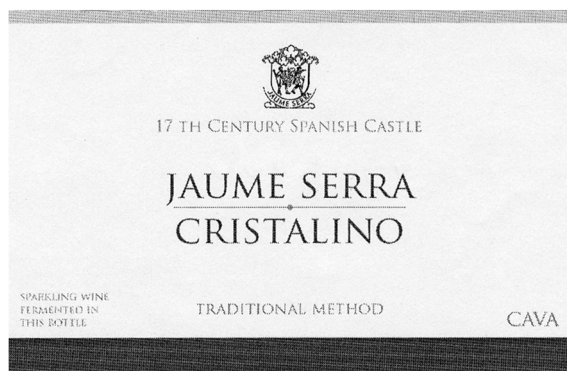 JAUME SERRA
17 TH CENTURY SPANISH CASTLE
JAUME SERRA
CRISTALINO
SPARKLING WINE
FERMENTED IN
THIS BOTTLE
TRADITIONAL METHOD
CAVA